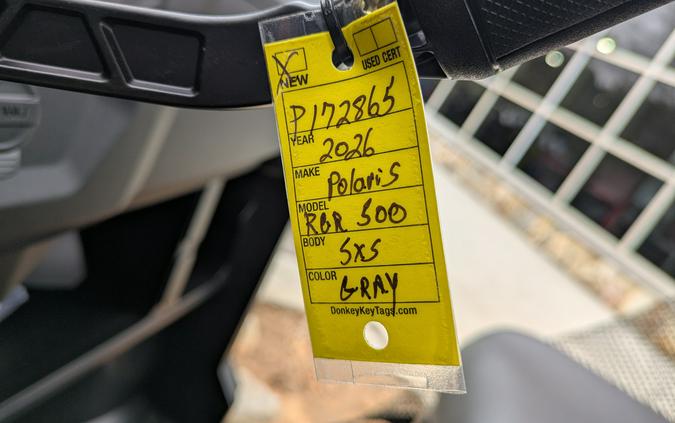 NEW
USED CERT
P172865
YEAR 2026
MAKE Polaris
MODEL RGR 500
BODY SXS
COLOR GRAY
DonkeyKeyTags.com